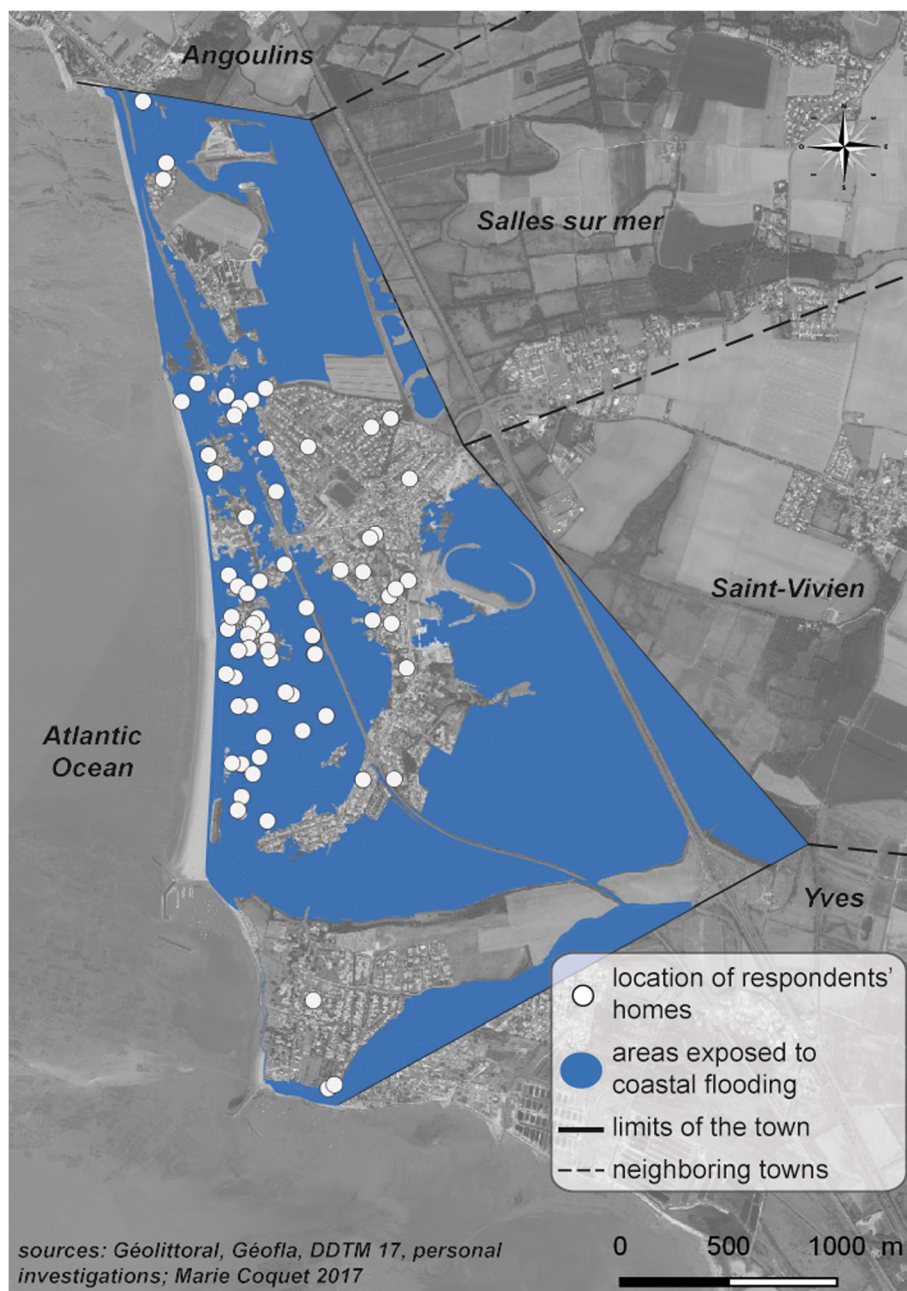 Angoulins
N
O
E
S
Salles sur mer
Saint-Vivien
Atlantic
Ocean
Yves
location of respondents'
homes
areas exposed to
coastal flooding
limits of the town
neighboring towns
sources: Géolittoral, Géofla, DDTM 17, personal
investigations; Marie Coquet 2017
0 500 1000 m